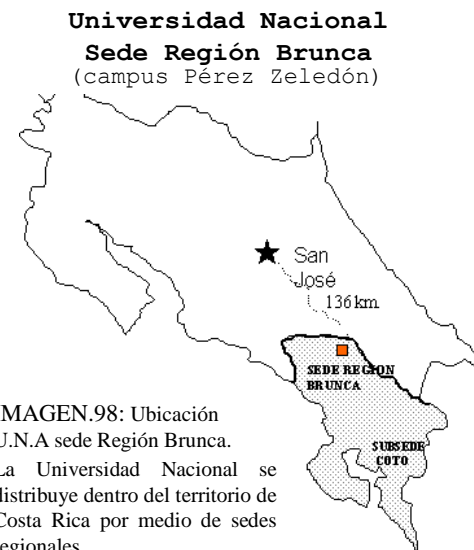 Universidad Nacional
Sede Región Brunca
(campus Pérez Zeledón)
San
José
136km
SEDE REGION
BRUNCA
SUBSEDE
COTO
IMAGEN.98: Ubicación
U.N.A sede Región Brunca.
La Universidad Nacional se
distribuye dentro del territorio de
Costa Rica por medio de sedes
regionales